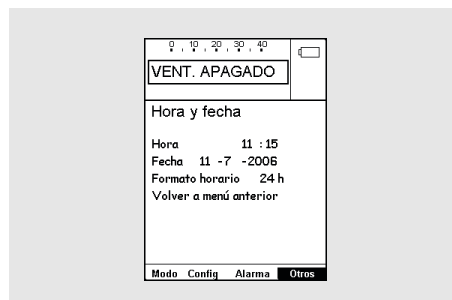 0 10 20 30 40
VENT. APAGADO
Hora y fecha
Hora 11 : 15
Fecha 11 -7 -2006
Formato horario 24 h
Volver a menú anterior
Modo Config Alarma Otros